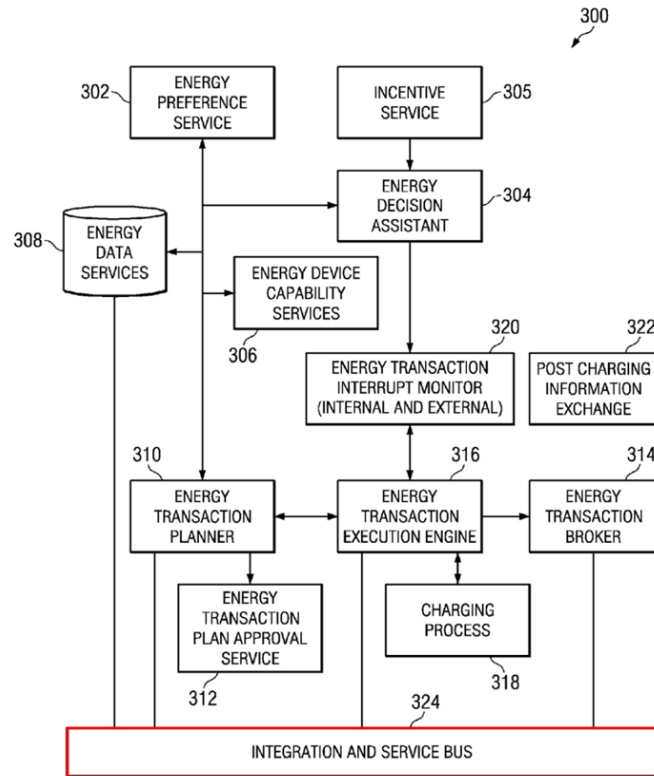 300
302
ENERGY
PREFERENCE
SERVICE
INCENTIVE
SERVICE
305
308
ENERGY
DATA
SERVICES
ENERGY
DECISION
ASSISTANT
304
ENERGY DEVICE
CAPABILITY
SERVICES
306
320
ENERGY TRANSACTION
INTERRUPT MONITOR
(INTERNAL AND EXTERNAL)
322
POST CHARGING
INFORMATION
EXCHANGE
310
ENERGY
TRANSACTION
PLANNER
316
ENERGY
TRANSACTION
EXECUTION ENGINE
314
ENERGY
TRANSACTION
BROKER
ENERGY
TRANSACTION
PLAN APPROVAL
SERVICE
312
CHARGING
PROCESS
318
324
INTEGRATION AND SERVICE BUS